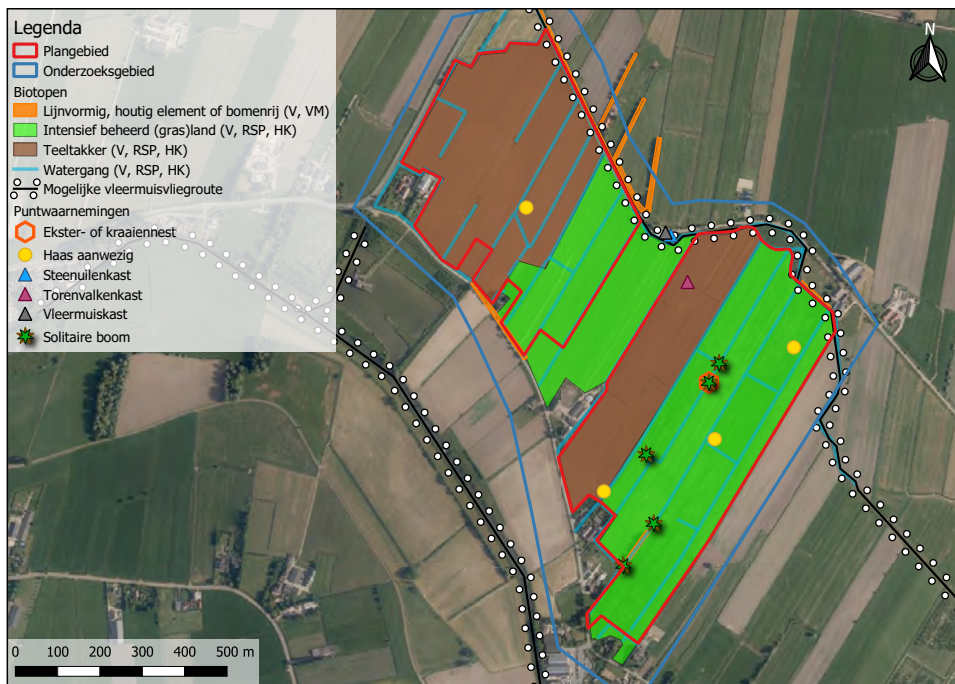 Legenda
Plangebied
Onderzoeksgebied
Biotopen
Lijnvormig, houtig element of bomenrij (V, VM)
Intensief beheerd (gras)land (V, RSP, HK)
Teeltakker (V, RSP, HK)
Watergang (V, RSP, HK)
Mogelijke vleermuisvliegroute
Puntwaarnemingen
Ekster- of kraaiennest
Haas aanwezig
Steenuilenkast
Torenvalkenkast
Vleermuiskast
Solitaire boom
N
0 100 200 300 400 500 m